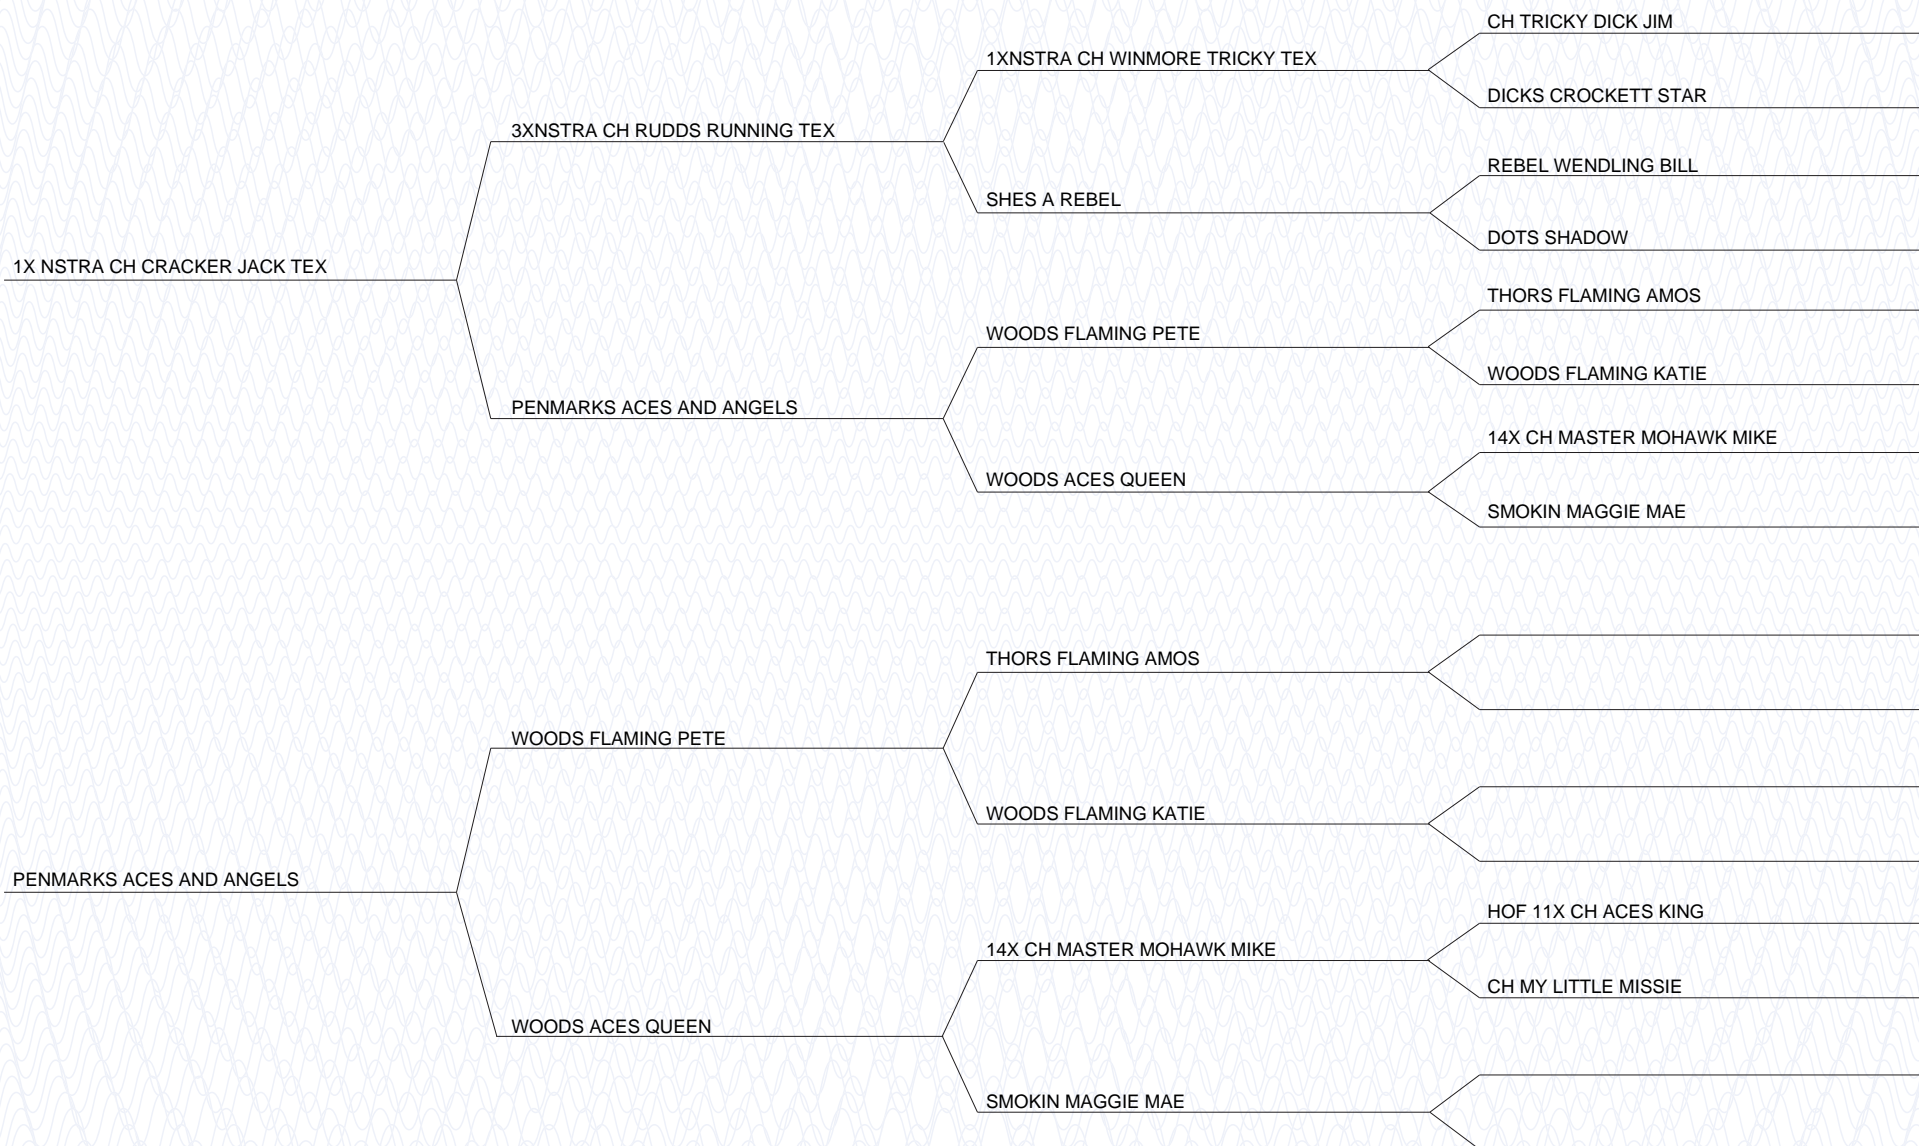 CH TRICKY DICK JIM
1XNSTRA CH WINMORE TRICKY TEX
DICKS CROCKETT STAR
3XNSTRA CH RUDDS RUNNING TEX
REBEL WENDLING BILL
SHES A REBEL
DOTS SHADOW
1X NSTRA CH CRACKER JACK TEX
THORS FLAMING AMOS
WOODS FLAMING PETE
WOODS FLAMING KATIE
PENMARKS ACES AND ANGELS
14X CH MASTER MOHAWK MIKE
WOODS ACES QUEEN
SMOKIN MAGGIE MAE
THORS FLAMING AMOS
WOODS FLAMING PETE
WOODS FLAMING KATIE
PENMARKS ACES AND ANGELS
HOF 11X CH ACES KING
14X CH MASTER MOHAWK MIKE
CH MY LITTLE MISSIE
WOODS ACES QUEEN
SMOKIN MAGGIE MAE